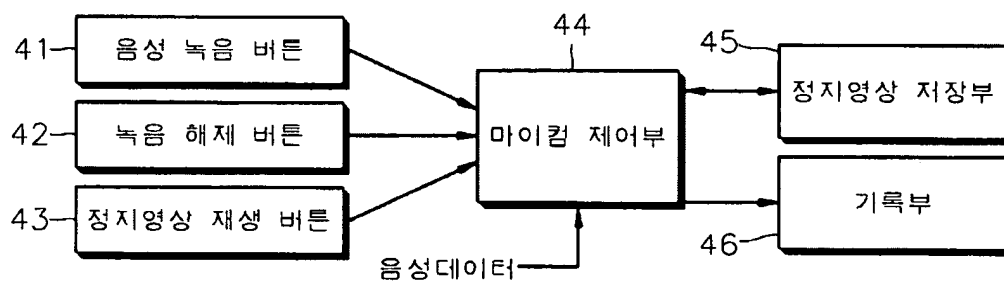 41
음성 녹음 버튼
42
녹음 해제 버튼
43
정지영상 재생 버튼
44
마이컴 제어부
음성데이터
45
정지영상 저장부
기록부
46